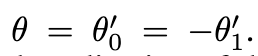 θ = θ′₀ = −θ′₁.